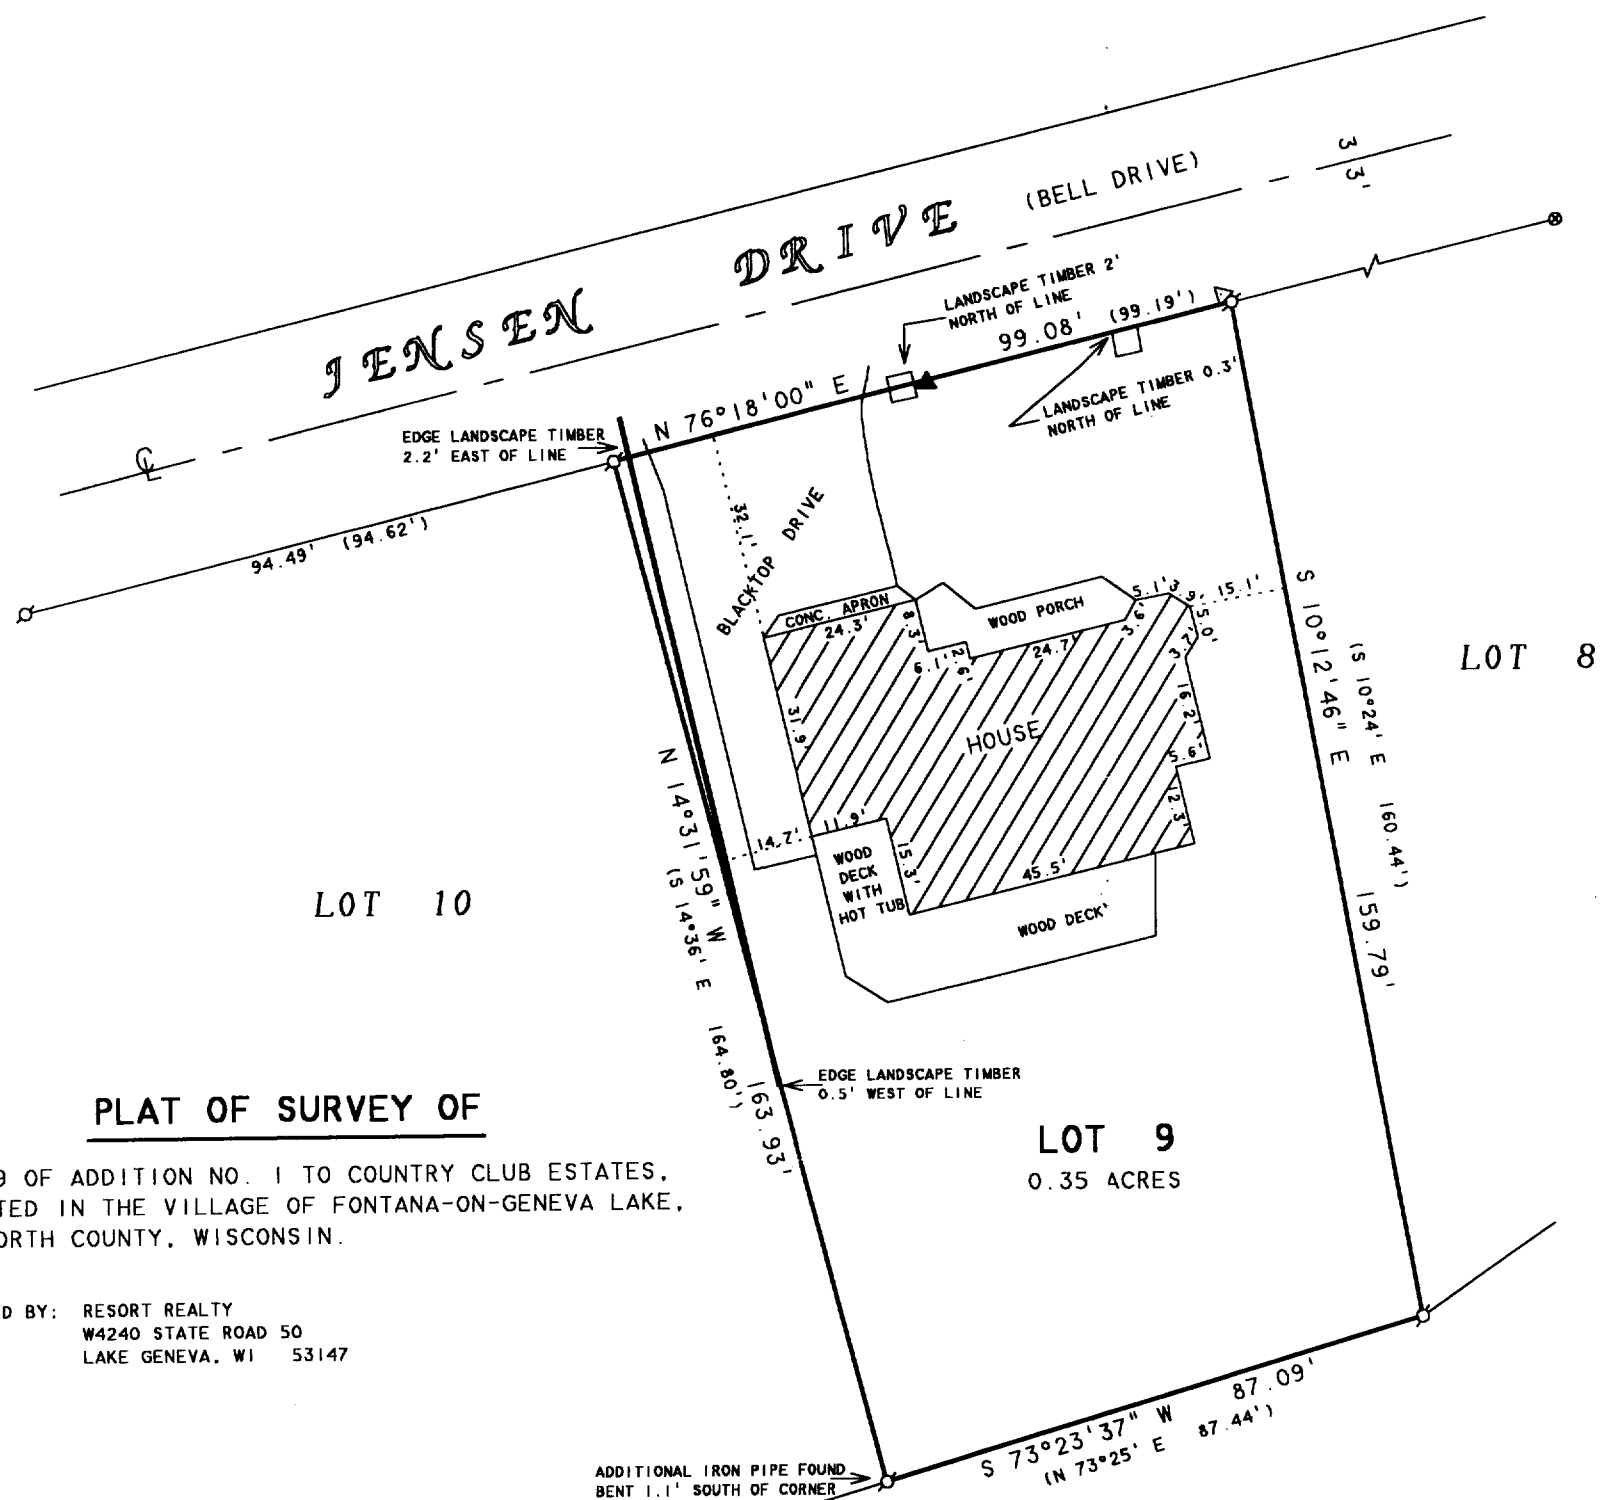 33'
JENSEN DRIVE (BELL DRIVE)
LANDSCAPE TIMBER 2'
NORTH OF LINE
99.08' (99.19')
LANDSCAPE TIMBER 0.3'
NORTH OF LINE
N 76°18'00" E
EDGE LANDSCAPE TIMBER
2.2' EAST OF LINE
CL
94.49' (94.62')
32.1'
BLACKTOP DRIVE
CONC. APRON
24.3'
8.3'
6.1'
2.6'
WOOD PORCH
24.7'
3.6'
5.1'
15.1'
5.0'
3.7'
16.2'
5.6'
12.3'
31.9'
HOUSE
14.7'
11.9'
15.3'
45.5'
WOOD
DECK
WITH
HOT TUB
WOOD DECK
S 10°12'46" E 159.79'
(S 10°24' E 160.44')
LOT 8
N 14°31'59" W 163.93'
(S 14°36' E 164.80')
LOT 10
EDGE LANDSCAPE TIMBER
0.5' WEST OF LINE
LOT 9
0.35 ACRES
PLAT OF SURVEY OF
9 OF ADDITION NO. 1 TO COUNTRY CLUB ESTATES,
TED IN THE VILLAGE OF FONTANA-ON-GENEVA LAKE,
ORTH COUNTY, WISCONSIN.
D BY: RESORT REALTY
W4240 STATE ROAD 50
LAKE GENEVA, WI 53147
S 73°23'37" W 87.09'
(N 73°25' E 87.44')
ADDITIONAL IRON PIPE FOUND
BENT 1.1' SOUTH OF CORNER